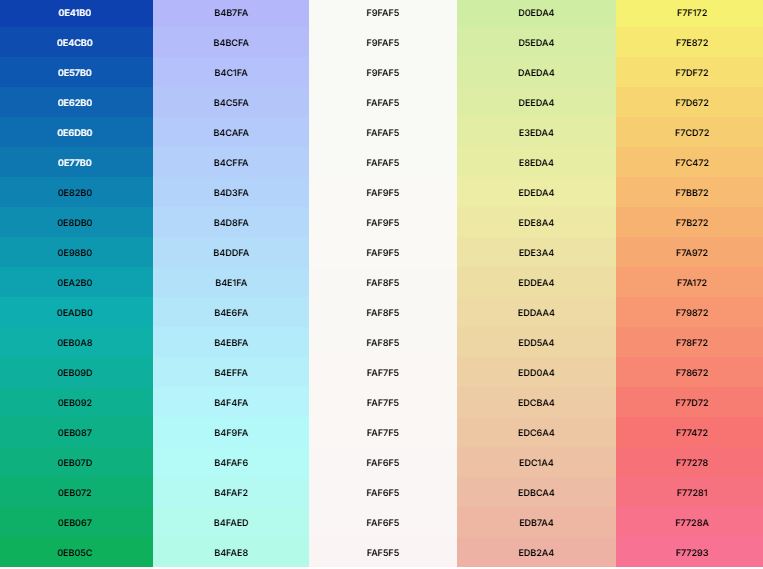 0E41B0 B4B7FA F9FAF5 D0EDA4 F7F172
0E4CB0 B4BCFA F9FAF5 D5EDA4 F7E872
0E57B0 B4C1FA F9FAF5 DAEDA4 F7DF72
0E62B0 B4C5FA FAFAF5 DEEDA4 F7D672
0E6DB0 B4CAFA FAFAF5 E3EDA4 F7CD72
0E77B0 B4CFFA FAFAF5 E8EDA4 F7C472
0E82B0 B4D3FA FAF9F5 EDEDA4 F7BB72
0E8DB0 B4D8FA FAF9F5 EDE8A4 F7B272
0E98B0 B4DDFA FAF9F5 EDE3A4 F7A972
0EA2B0 B4E1FA FAF8F5 EDDEA4 F7A172
0EADB0 B4E6FA FAF8F5 EDDAA4 F79872
0EB0A8 B4EBFA FAF8F5 EDD5A4 F78F72
0EB09D B4EFFA FAF7F5 EDD0A4 F78672
0EB092 B4F4FA FAF7F5 EDCBA4 F77D72
0EB087 B4F9FA FAF7F5 EDC6A4 F77472
0EB07D B4FAF6 FAF6F5 EDC1A4 F77278
0EB072 B4FAF2 FAF6F5 EDBCA4 F77281
0EB067 B4FAED FAF6F5 EDB7A4 F7728A
0EB05C B4FAE8 FAF5F5 EDB2A4 F77293